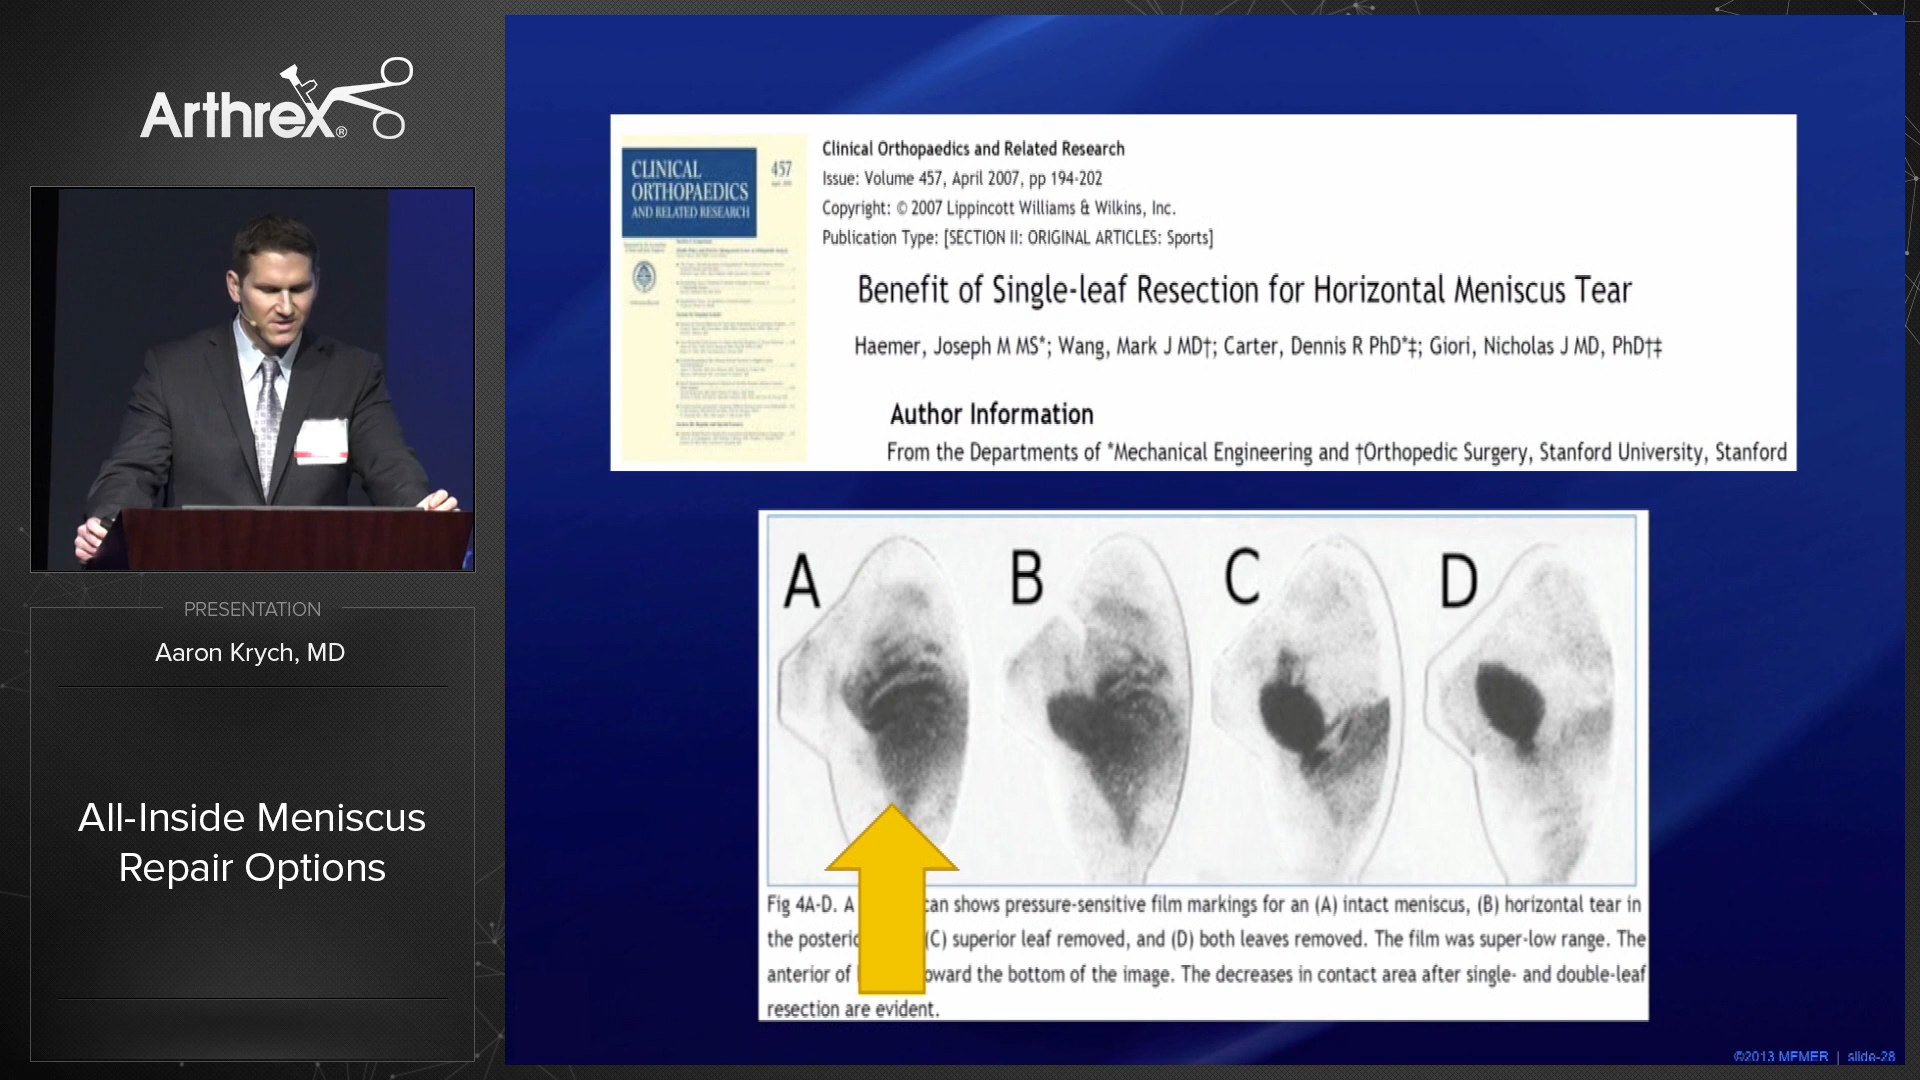 Arthrex®
PRESENTATION
Aaron Krych, MD
All-Inside Meniscus
Repair Options
CLINICAL
ORTHOPAEDICS
AND RELATED RESEARCH
457
Clinical Orthopaedics and Related Research
Issue: Volume 457, April 2007, pp 194-202
Copyright: © 2007 Lippincott Williams & Wilkins, Inc.
Publication Type: [SECTION II: ORIGINAL ARTICLES: Sports]
Benefit of Single-leaf Resection for Horizontal Meniscus Tear
Haemer, Joseph M MS*; Wang, Mark J MD†; Carter, Dennis R PhD*‡; Giori, Nicholas J MD, PhD†‡
Author Information
From the Departments of *Mechanical Engineering and †Orthopedic Surgery, Stanford University, Stanford
A B C D
Fig 4A-D. A can shows pressure-sensitive film markings for an (A) intact meniscus, (B) horizontal tear in
the posteric (C) superior leaf removed, and (D) both leaves removed. The film was super-low range. The
anterior of oward the bottom of the image. The decreases in contact area after single- and double-leaf
resection are evident.
©2013 MFMER | slide-28